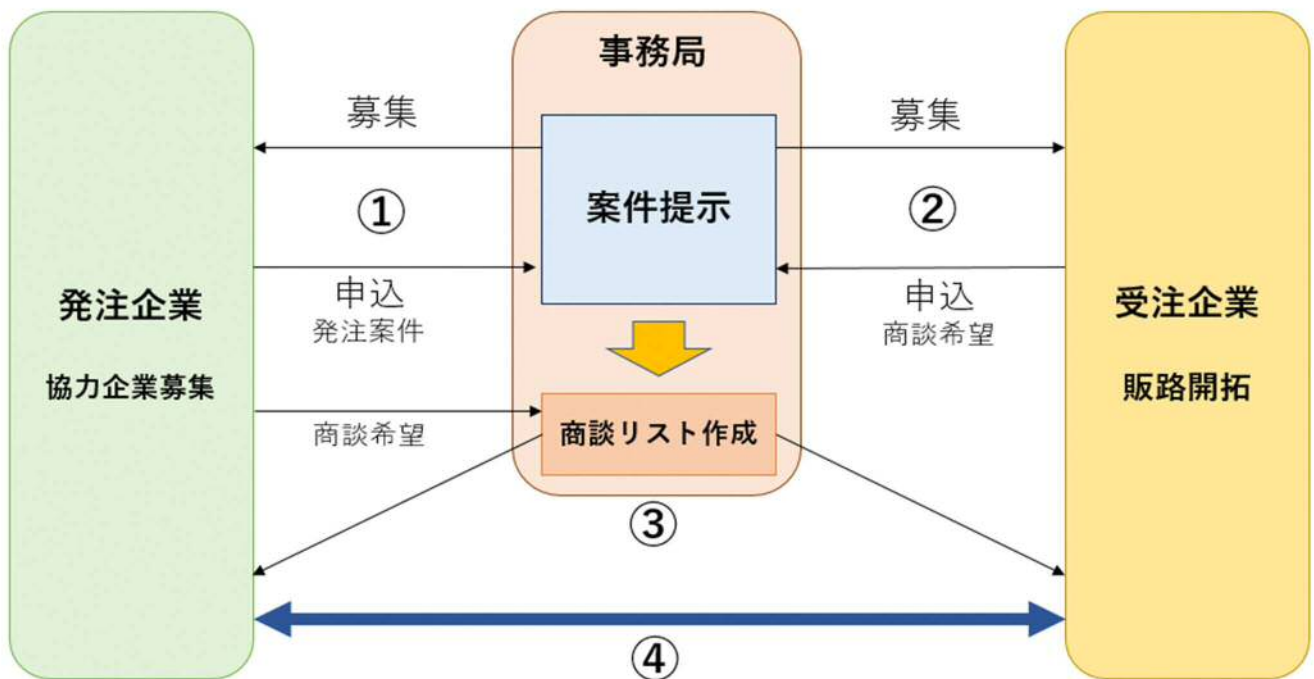 事務局
募集
募集
①
案件提示
②
申込
発注案件
申込
商談希望
発注企業
協力企業募集
受注企業
販路開拓
商談希望
商談リスト作成
③
④